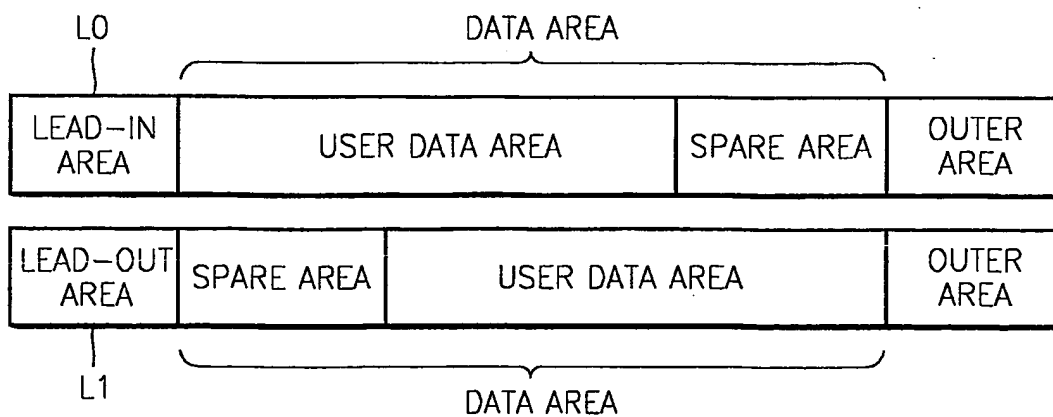 L0
DATA AREA
LEAD-IN
AREA
USER DATA AREA
SPARE AREA
OUTER
AREA
LEAD-OUT
AREA
SPARE AREA
USER DATA AREA
OUTER
AREA
L1
DATA AREA